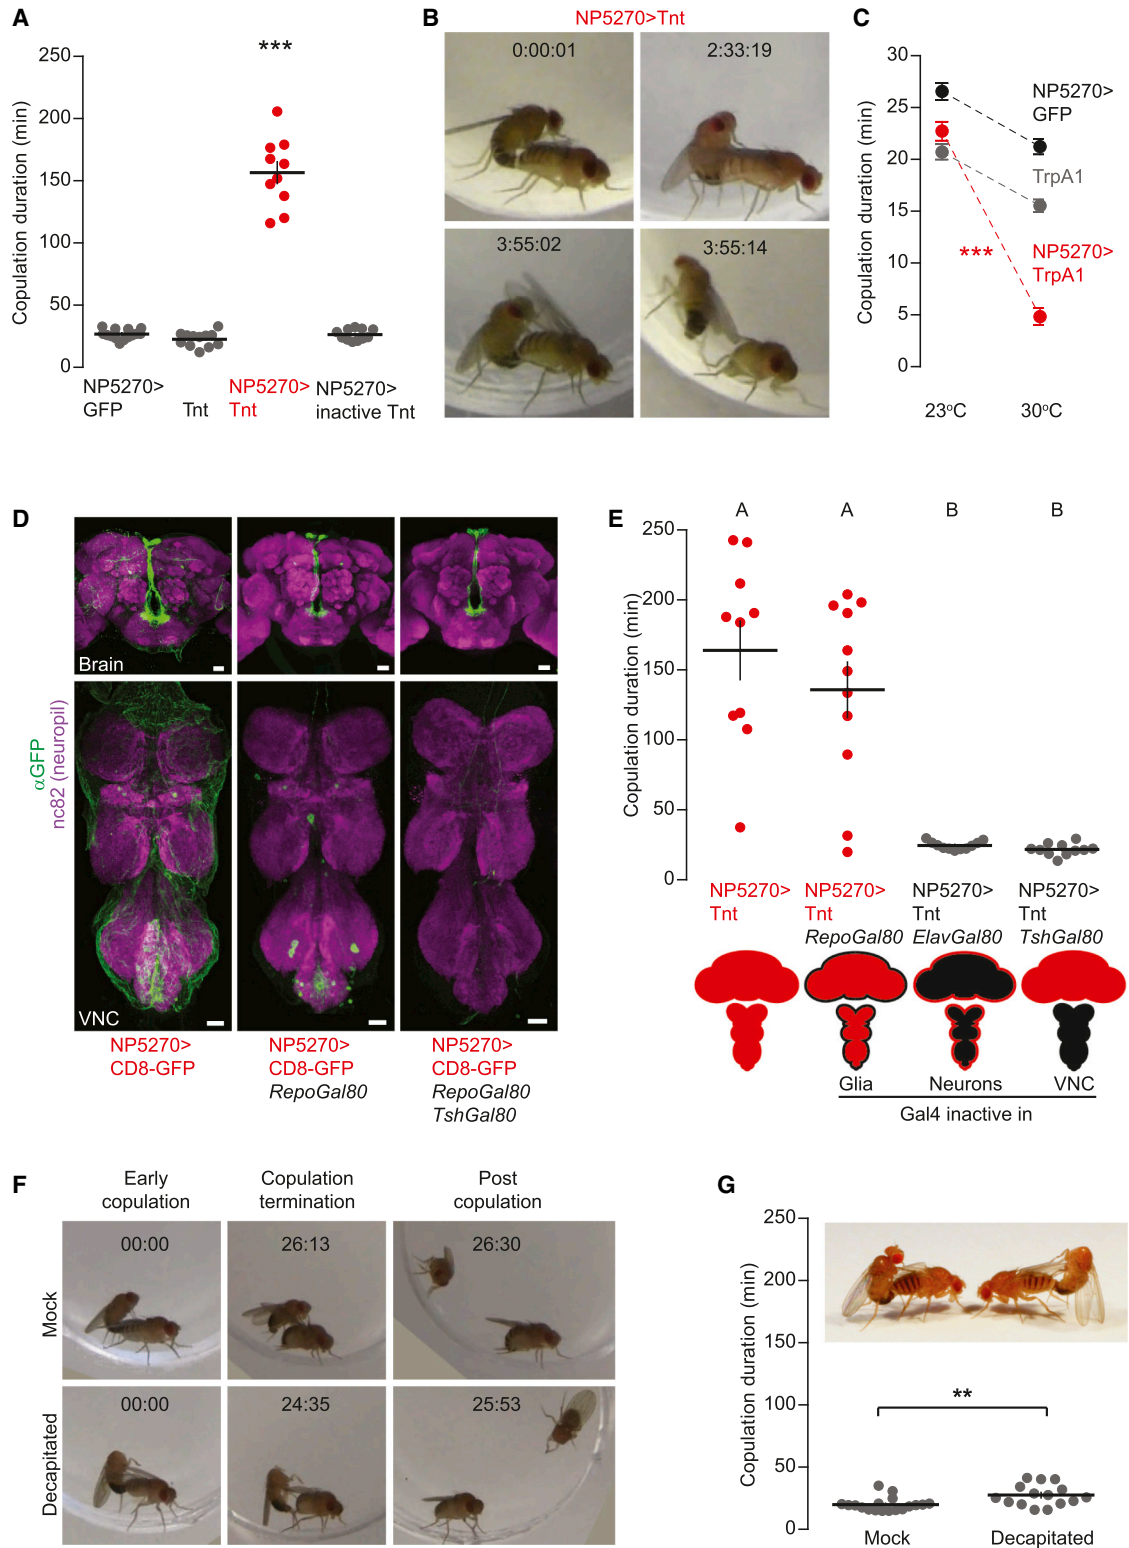 A
Copulation duration (min)
250
200
150
100
50
0
***
NP5270>
GFP
Tnt
NP5270>
Tnt
NP5270>
inactive Tnt
B
NP5270>Tnt
0:00:01
2:33:19
3:55:02
3:55:14
C
Copulation duration (min)
30
25
20
15
10
5
0
NP5270>
GFP
TrpA1
NP5270>
TrpA1
***
23°C
30°C
D
αGFP
nc82 (neuropil)
Brain
VNC
NP5270>
CD8-GFP
NP5270>
CD8-GFP
RepoGal80
NP5270>
CD8-GFP
RepoGal80
TshGal80
E
A
A
B
B
Copulation duration (min)
250
200
150
100
50
0
NP5270>
Tnt
NP5270>
Tnt
RepoGal80
NP5270>
Tnt
ElavGal80
NP5270>
Tnt
TshGal80
Glia
Neurons
VNC
Gal4 inactive in
F
Early
copulation
Copulation
termination
Post
copulation
Mock
00:00
26:13
26:30
Decapitated
00:00
24:35
25:53
G
Copulation duration (min)
250
200
150
100
50
0
**
Mock
Decapitated